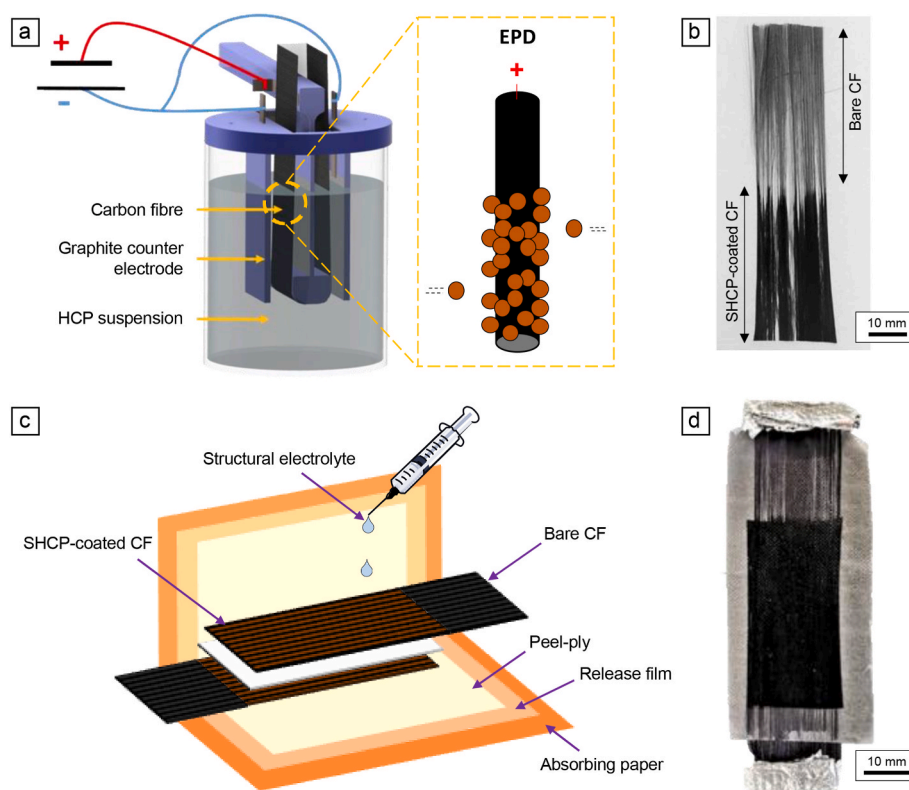 a
+
-
Carbon fibre
Graphite counter
electrode
HCP suspension
EPD
+
b
Bare CF
SHCP-coated CF
10 mm
c
Structural electrolyte
SHCP-coated CF
Bare CF
Peel-ply
Release film
Absorbing paper
d
10 mm